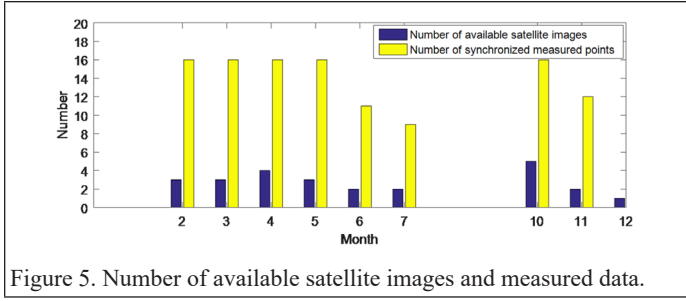 20
18
16
14
12
10
8
6
4
2
0
Number
Number of available satellite images
Number of synchronized measured points
2 3 4 5 6 7 10 11 12
Month
Figure 5. Number of available satellite images and measured data.